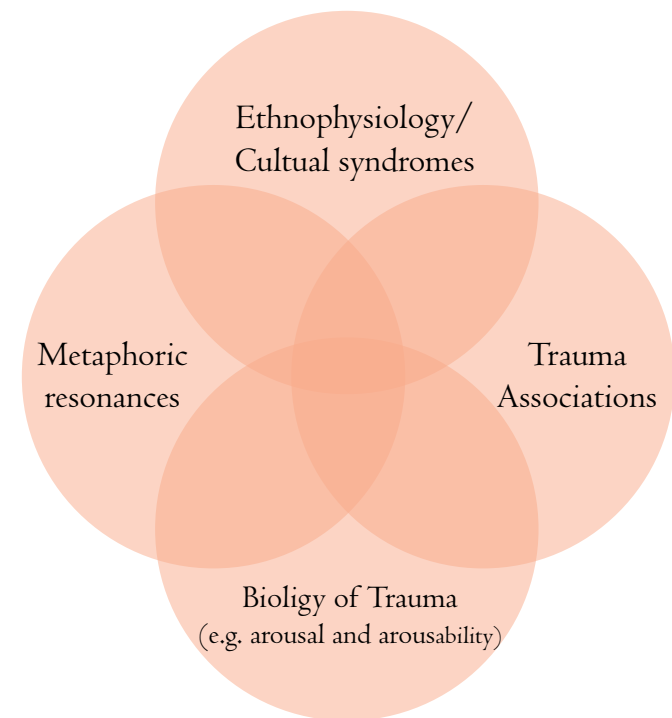 Ethnophysiology/
Cultual syndromes
Metaphoric
resonances
Trauma
Associations
Bioligy of Trauma
(e.g. arousal and arousability)